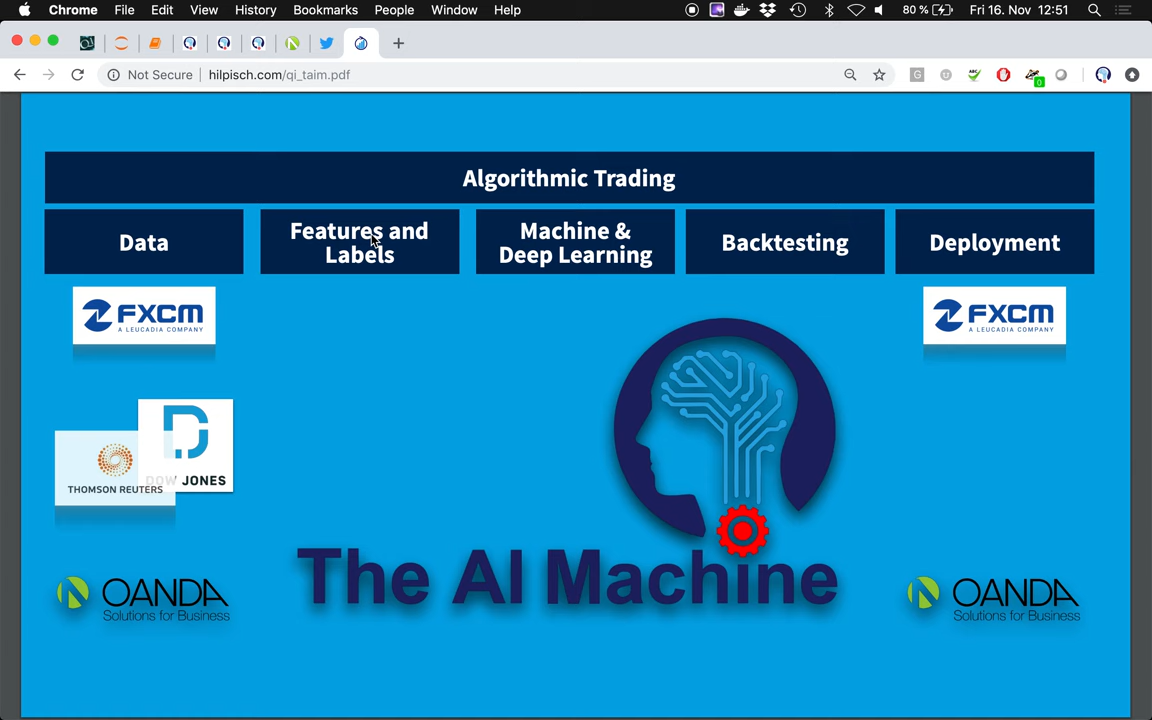 Chrome File Edit View History Bookmarks People Window Help 80 % Fri 16. Nov 12:51
Not Secure hilpisch.com/qi_taim.pdf
ABC
G
0
Algorithmic Trading
Data
Features and
Labels
Machine &
Deep Learning
Backtesting
Deployment
FXCM
A LEUCADIA COMPANY
FXCM
A LEUCADIA COMPANY
DOW JONES
THOMSON REUTERS
The AI Machine
OANDA
Solutions for Business
OANDA
Solutions for Business